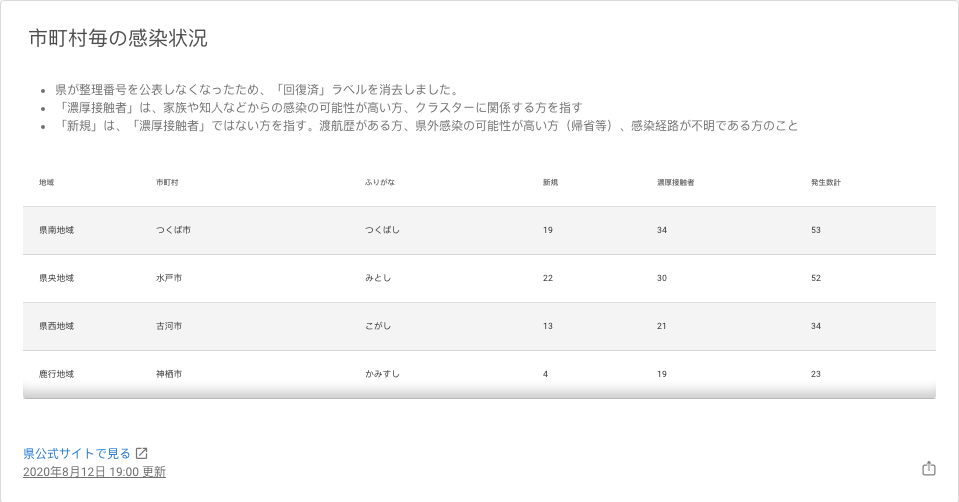 市町村毎の感染状況
県が整理番号を公表しなくなったため、「回復済」ラベルを消去しました。
「濃厚接触者」は、家族や知人などからの感染の可能性が高い方、クラスターに関係する方を指す
「新規」は、「濃厚接触者」ではない方を指す。渡航歴がある方、県外感染の可能性が高い方（帰省等）、感染経路が不明である方のこと
地域 市町村 ふりがな 新規 濃厚接触者 発生数計
県南地域 つくば市 つくばし 19 34 53
県央地域 水戸市 みとし 22 30 52
県西地域 古河市 こがし 13 21 34
鹿行地域 神栖市 かみすし 4 19 23
県公式サイトで見る
2020年8月12日 19:00 更新